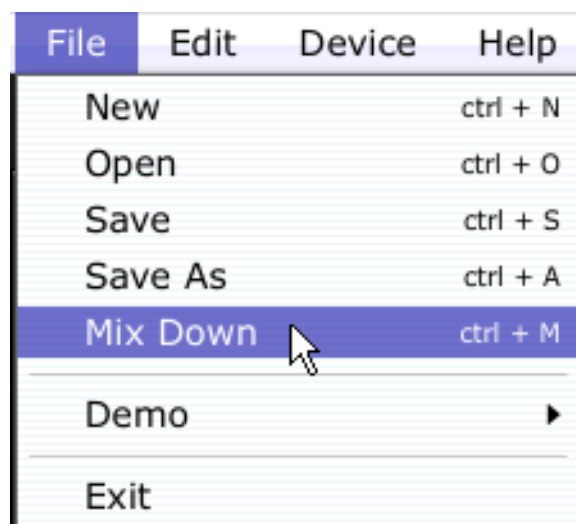 File Edit Device Help
New ctrl + N
Open ctrl + O
Save ctrl + S
Save As ctrl + A
Mix Down ctrl + M
Demo
Exit